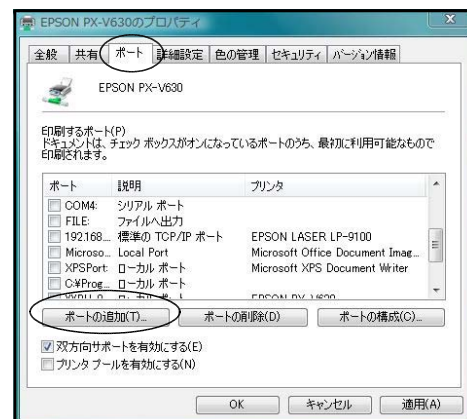 EPSON PX-V630のプロパティ
X
全般 共有 ポート 詳細設定 色の管理 セキュリティ バージョン情報
EPSON PX-V630
印刷するポート(P)
ドキュメントは、チェック ボックスがオンになっているポートのうち、最初に利用可能なもので
印刷されます。
ポート 説明 プリンタ
COM4: シリアル ポート
FILE: ファイルへ出力
192.168... 標準の TCP/IP ポート EPSON LASER LP-9100
Microso... Local Port Microsoft Office Document Imag...
XPSPort: ローカル ポート Microsoft XPS Document Writer
C:¥Prog... ローカル ポート
ローカル ポート EPSON PX-V630
ポートの追加(T)... ポートの削除(D) ポートの構成(C)...
双方向サポートを有効にする(E)
プリンタ プールを有効にする(N)
OK キャンセル 適用(A)